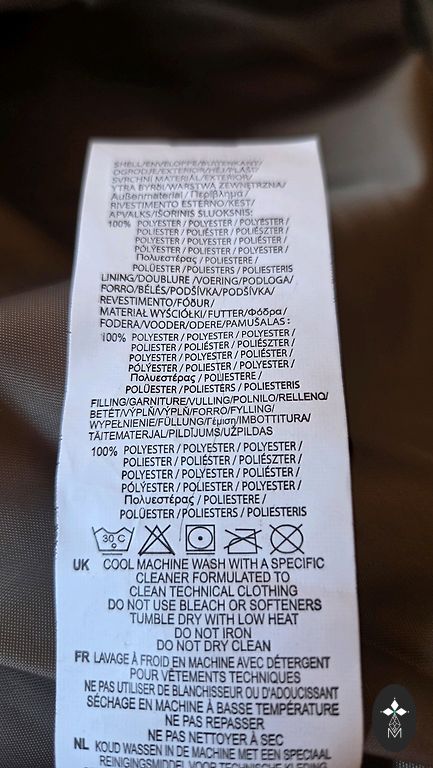 SHELL/ENVELOPPE/BUITENKANT/
OGRODJE/EXTERIOR/HÉJ/PLÁŠŤ/
SVRCHNÍ MATERIÁL/EXTERIOR/
YTRA BYRÐI/WARSTWA ZEWNĘTRZNA/
Außenmaterial / Περίβλημα /
RIVESTIMENTO ESTERNO/KEST/
APVALKS/IŠORINIS SLUOKSNIS:
100% POLYESTER / POLYESTER / POLYESTER /
POLIESTER / POLIÉSTER / POLIÉSZTER /
POLYESTER / POLYESTER / POLIÉSTER /
PÓLÝESTER / POLYESTER / POLYESTER /
Πολυεστέρας / POLIESTERE /
POLÜESTER / POLIESTERS / POLIESTERIS
LINING/DOUBLURE /VOERING/PODLOGA/
FORRO/BÉLÉS/PODŠÍVKA/PODŠÍVKA/
REVESTIMENTO/FÓÐUR/
MATERIAŁ WYŚCIÓŁKI/FUTTER/Φόδρα/
FODERA/VOODER/ODERE/PAMUŠALAS :
100% POLYESTER / POLYESTER / POLYESTER /
POLIESTER / POLIÉSTER / POLIÉSZTER /
POLYESTER / POLYESTER / POLIÉSTER /
PÓLÝESTER / POLYESTER / POLYESTER /
Πολυεστέρας / POLIESTERE /
POLÜESTER / POLIESTERS / POLIESTERIS
FILLING/GARNITURE/VULLING/POLNILO/RELLENO/
BETÉT/VÝPLŇ/VÝPLŇ/FORRO/FYLLING/
WYPEŁNIENIE/FÜLLUNG/Γέμιση/IMBOTTITURA/
TÄITEMATERJAL/PILDĪJUMS/UŽPILDAS
100% POLYESTER / POLYESTER / POLYESTER /
POLIESTER / POLIÉSTER / POLIÉSZTER /
POLYESTER / POLYESTER / POLIÉSTER /
PÓLÝESTER / POLYESTER / POLYESTER /
Πολυεστέρας / POLIESTERE /
POLÜESTER / POLIESTERS / POLIESTERIS
30 C
UK COOL MACHINE WASH WITH A SPECIFIC
CLEANER FORMULATED TO
CLEAN TECHNICAL CLOTHING
DO NOT USE BLEACH OR SOFTENERS
TUMBLE DRY WITH LOW HEAT
DO NOT IRON
DO NOT DRY CLEAN
FR LAVAGE À FROID EN MACHINE AVEC DÉTERGENT
POUR VÊTEMENTS TECHNIQUES
NE PAS UTILISER DE BLANCHISSEUR OU D'ADOUCISSANT
SÉCHAGE EN MACHINE À BASSE TEMPÉRATURE
NE PAS REPASSER
NE PAS NETTOYER À SEC
NL KOUD WASSEN IN DE MACHINE MET EEN SPECIAAL
REINIGINGSMIDDEL VOOR TECHNISCHE KLEDING
M